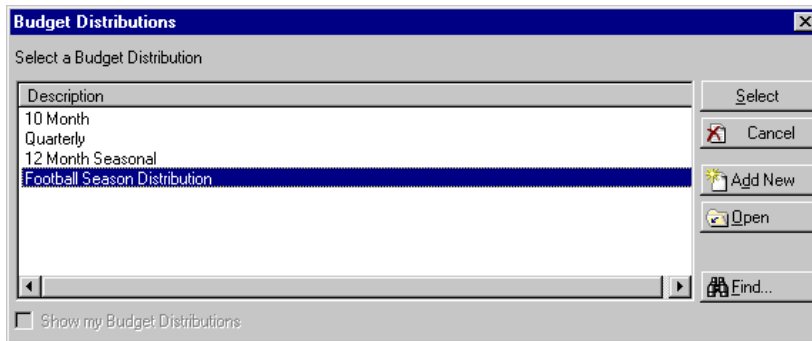 Budget Distributions
Select a Budget Distribution
Description
10 Month
Quarterly
12 Month Seasonal
Football Season Distribution
Select
Cancel
Add New
Open
Find...
Show my Budget Distributions